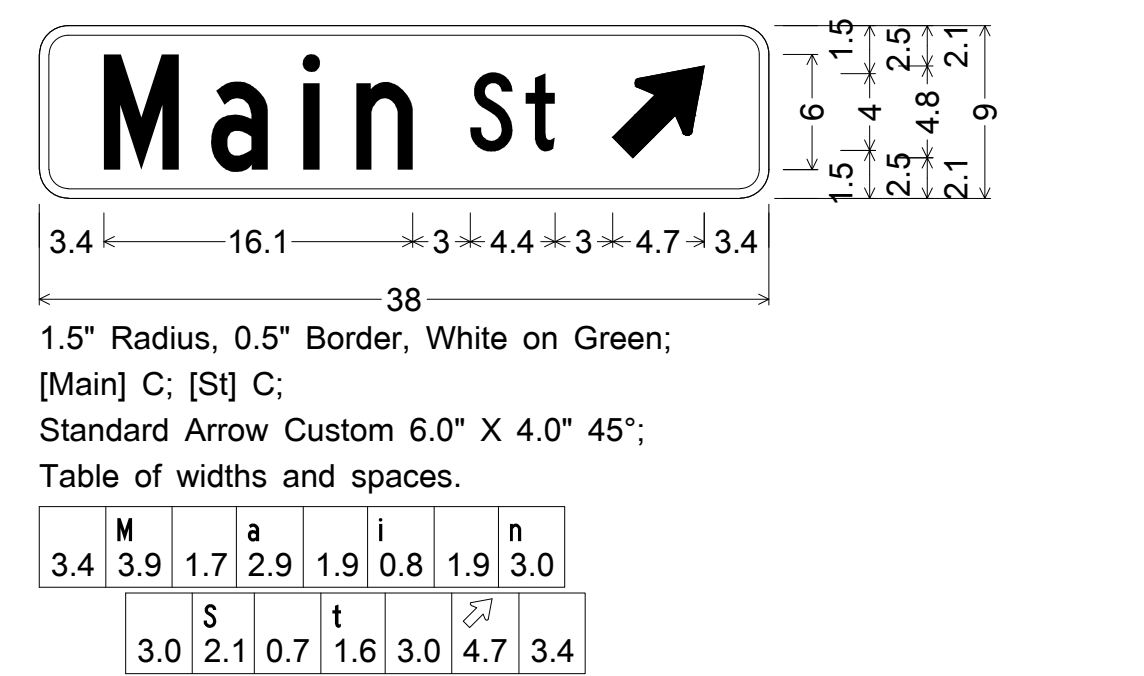 Main St
1.5 2.5 2.1
6 4 4.8 9
1.5 2.5 2.1
3.4 16.1 3 4.4 3 4.7 3.4
38
1.5" Radius, 0.5" Border, White on Green;
[Main] C; [St] C;
Standard Arrow Custom 6.0" X 4.0" 45°;
Table of widths and spaces.
M a i n
3.4 3.9 1.7 2.9 1.9 0.8 1.9 3.0
S t
3.0 2.1 0.7 1.6 3.0 4.7 3.4